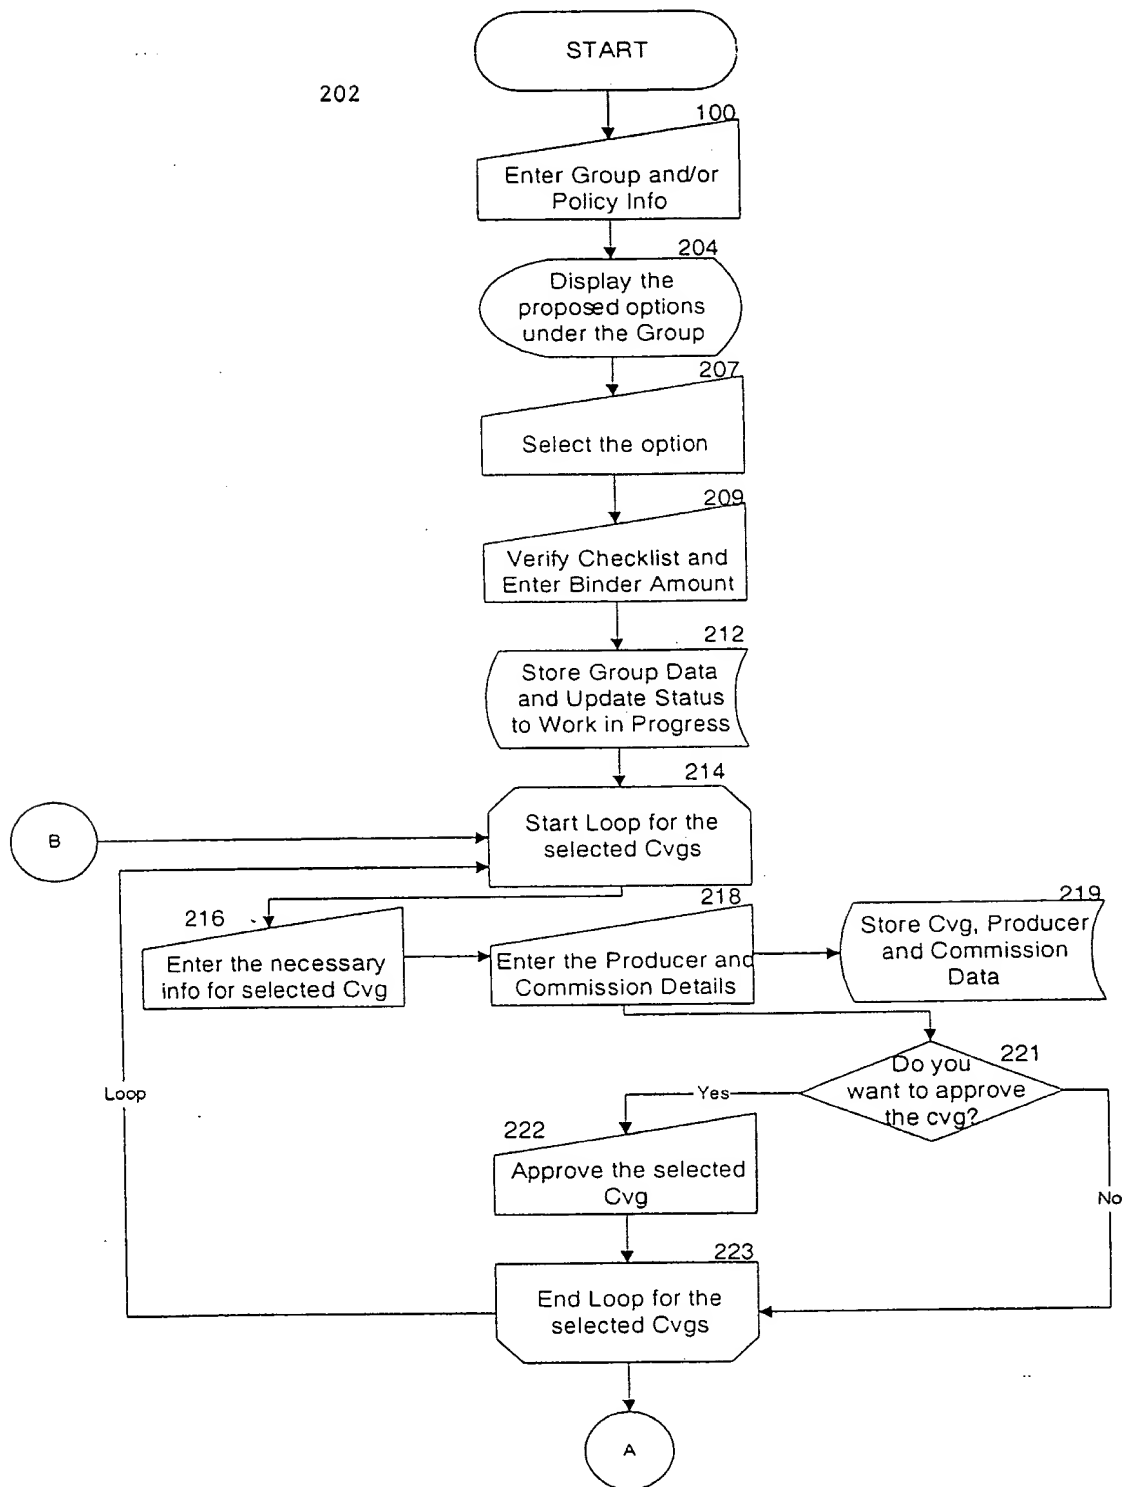 START
202
100
Enter Group and/or
Policy Info
204
Display the
proposed options
under the Group
207
Select the option
209
Verify Checklist and
Enter Binder Amount
212
Store Group Data
and Update Status
to Work in Progress
214
B
Start Loop for the
selected Cvgs
216
Enter the necessary
info for selected Cvg
218
Enter the Producer and
Commission Details
219
Store Cvg, Producer
and Commission
Data
221
Do you
want to approve
the cvg?
Loop
Yes
No
222
Approve the selected
Cvg
223
End Loop for the
selected Cvgs
A